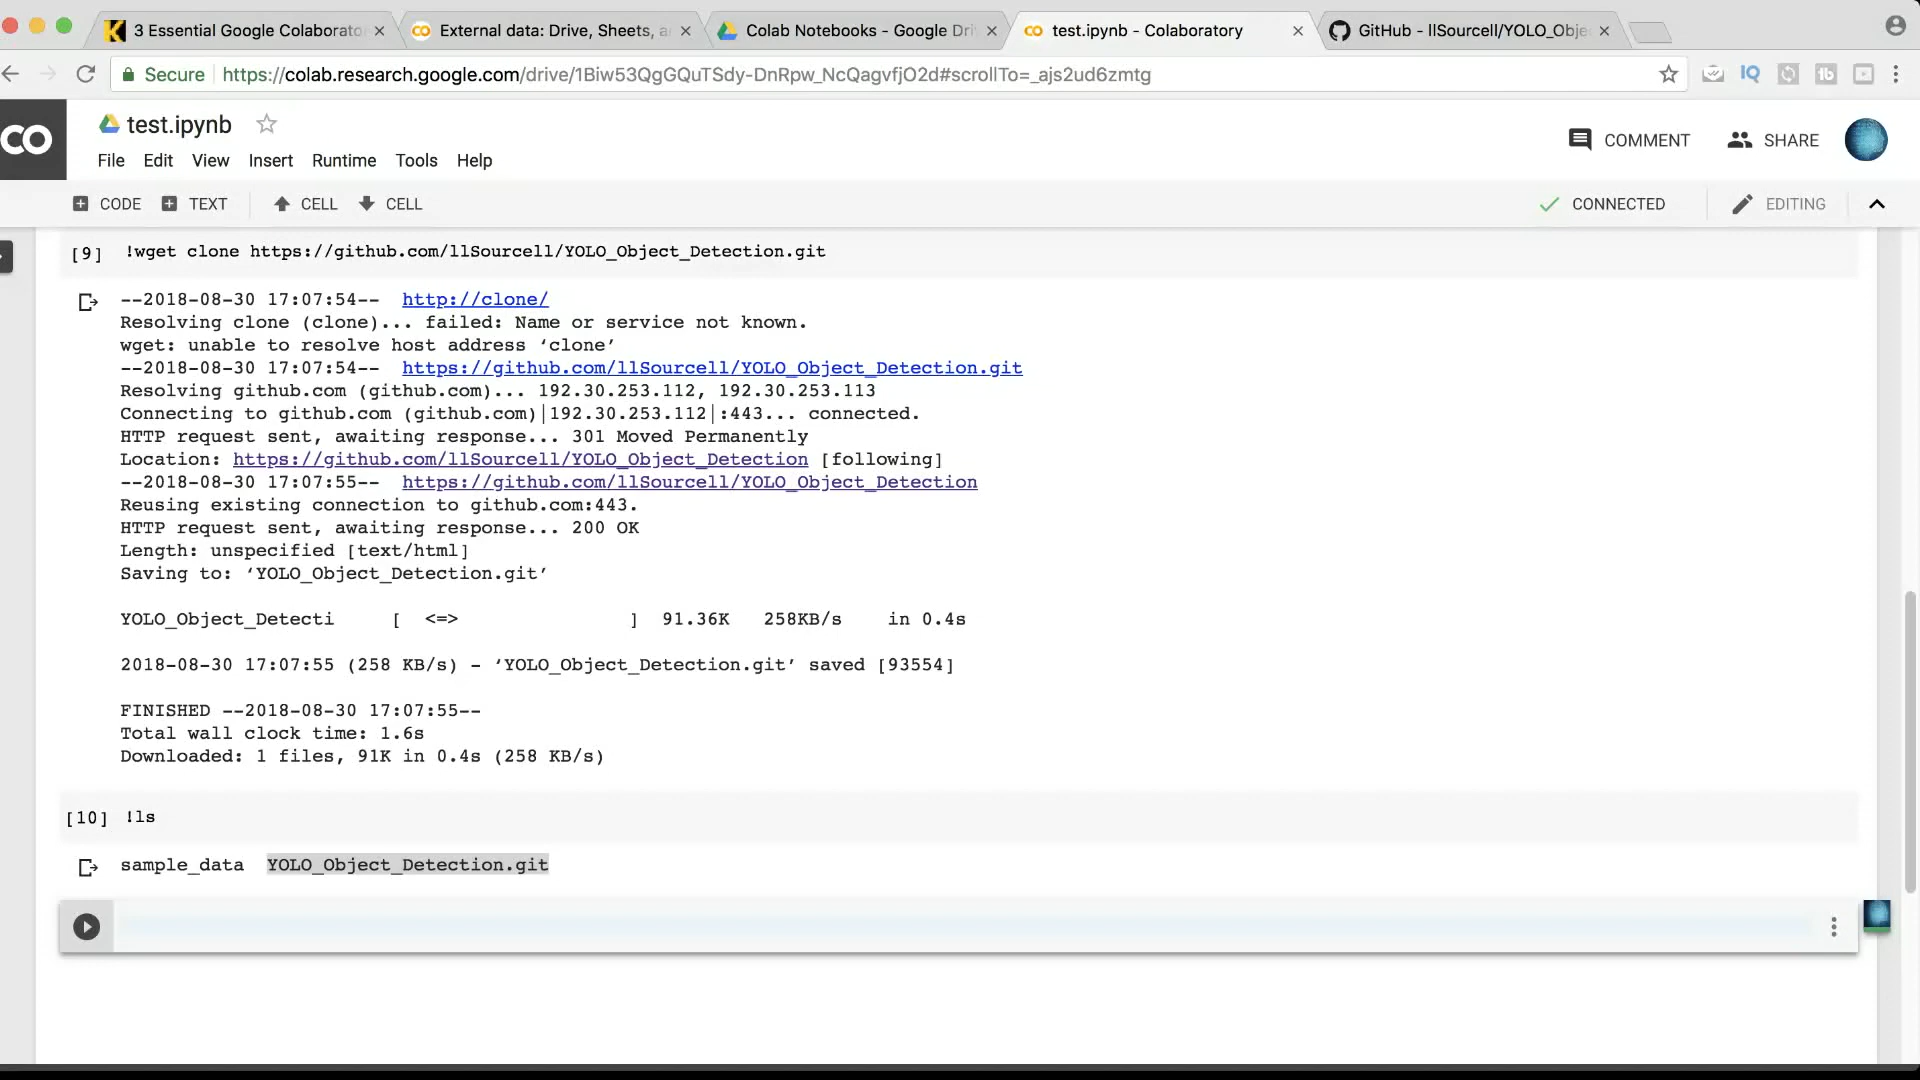 3 Essential Google Colaborato
External data: Drive, Sheets, a
Colab Notebooks - Google Dri
test.ipynb - Colaboratory
GitHub - llSourcell/YOLO_Obje
Secure
https://colab.research.google.com/drive/1Biw53QgGQuTSdy-DnRpw_NcQagvfjO2d#scrollTo=_ajs2ud6zmtg
IQ
tb
CO
test.ipynb
COMMENT
SHARE
File Edit View Insert Runtime Tools Help
CODE TEXT CELL CELL
CONNECTED
EDITING
[9] !wget clone https://github.com/llSourcell/YOLO_Object_Detection.git
--2018-08-30 17:07:54-- http://clone/
Resolving clone (clone)... failed: Name or service not known.
wget: unable to resolve host address ‘clone’
--2018-08-30 17:07:54-- https://github.com/llSourcell/YOLO_Object_Detection.git
Resolving github.com (github.com)... 192.30.253.112, 192.30.253.113
Connecting to github.com (github.com)|192.30.253.112|:443... connected.
HTTP request sent, awaiting response... 301 Moved Permanently
Location: https://github.com/llSourcell/YOLO_Object_Detection [following]
--2018-08-30 17:07:55-- https://github.com/llSourcell/YOLO_Object_Detection
Reusing existing connection to github.com:443.
HTTP request sent, awaiting response... 200 OK
Length: unspecified [text/html]
Saving to: ‘YOLO_Object_Detection.git’
YOLO_Object_Detecti [ <=> ] 91.36K 258KB/s in 0.4s
2018-08-30 17:07:55 (258 KB/s) - ‘YOLO_Object_Detection.git’ saved [93554]
FINISHED --2018-08-30 17:07:55--
Total wall clock time: 1.6s
Downloaded: 1 files, 91K in 0.4s (258 KB/s)
[10] !ls
sample_data YOLO_Object_Detection.git